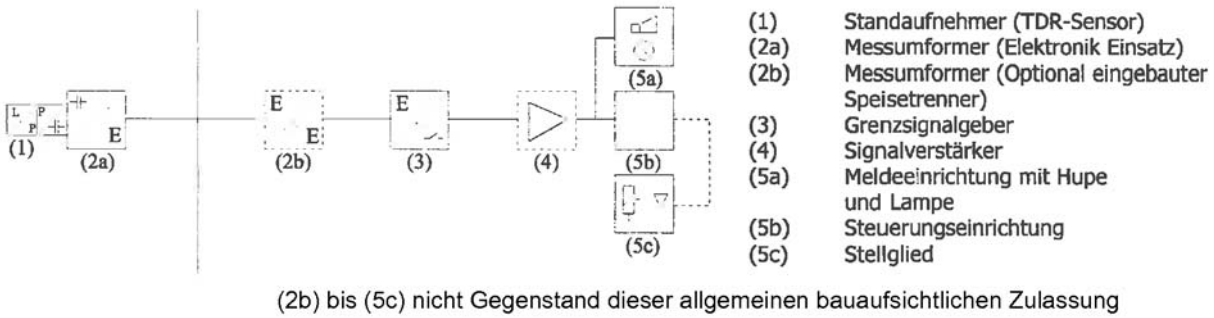 L P P E
(1) (2a)
E E
(2b)
E
(3)
(4)
(5a)
(5b)
(5c)
(1) Standaufnehmer (TDR-Sensor)
(2a) Messumformer (Elektronik Einsatz)
(2b) Messumformer (Optional eingebauter
Speisetrenner)
(3) Grenzsignalgeber
(4) Signalverstärker
(5a) Meldeeinrichtung mit Hupe
und Lampe
(5b) Steuerungseinrichtung
(5c) Stellglied
(2b) bis (5c) nicht Gegenstand dieser allgemeinen bauaufsichtlichen Zulassung